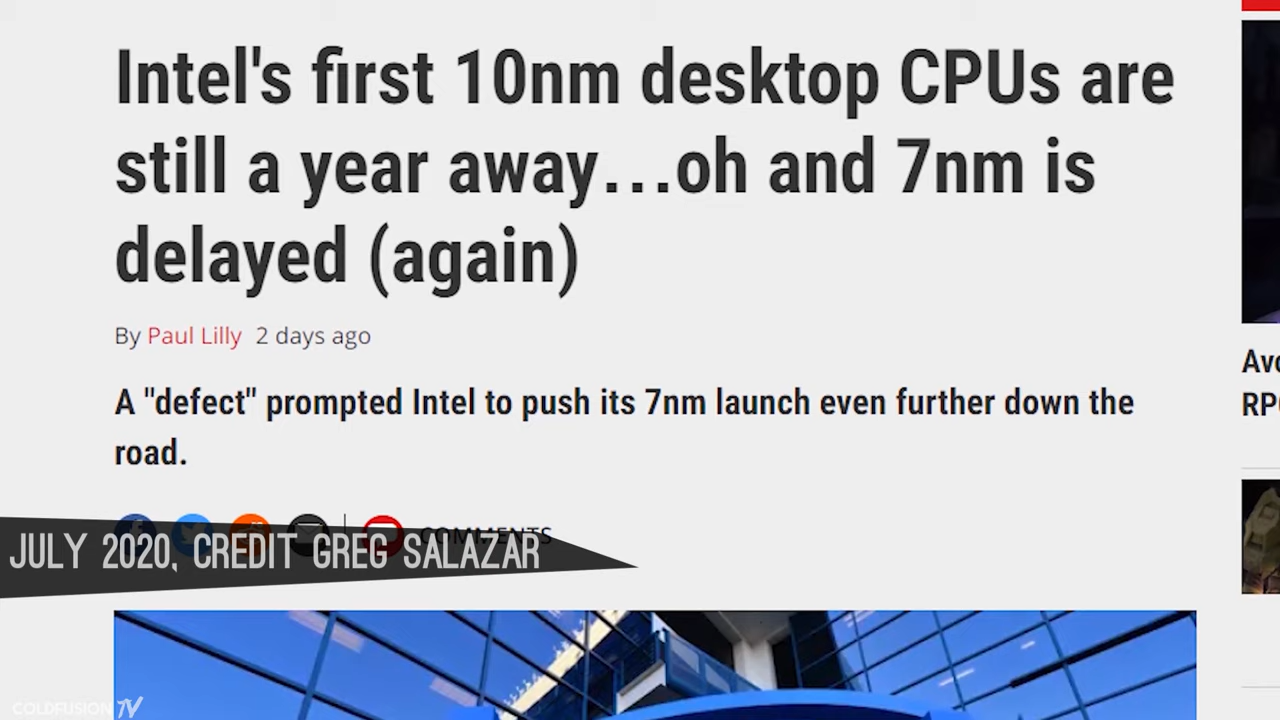 Intel's first 10nm desktop CPUs are
still a year away...oh and 7nm is
delayed (again)
By Paul Lilly 2 days ago
A "defect" prompted Intel to push its 7nm launch even further down the
road.
COMMENTS
JULY 2020, CREDIT GREG SALAZAR
COLDFUSION TV